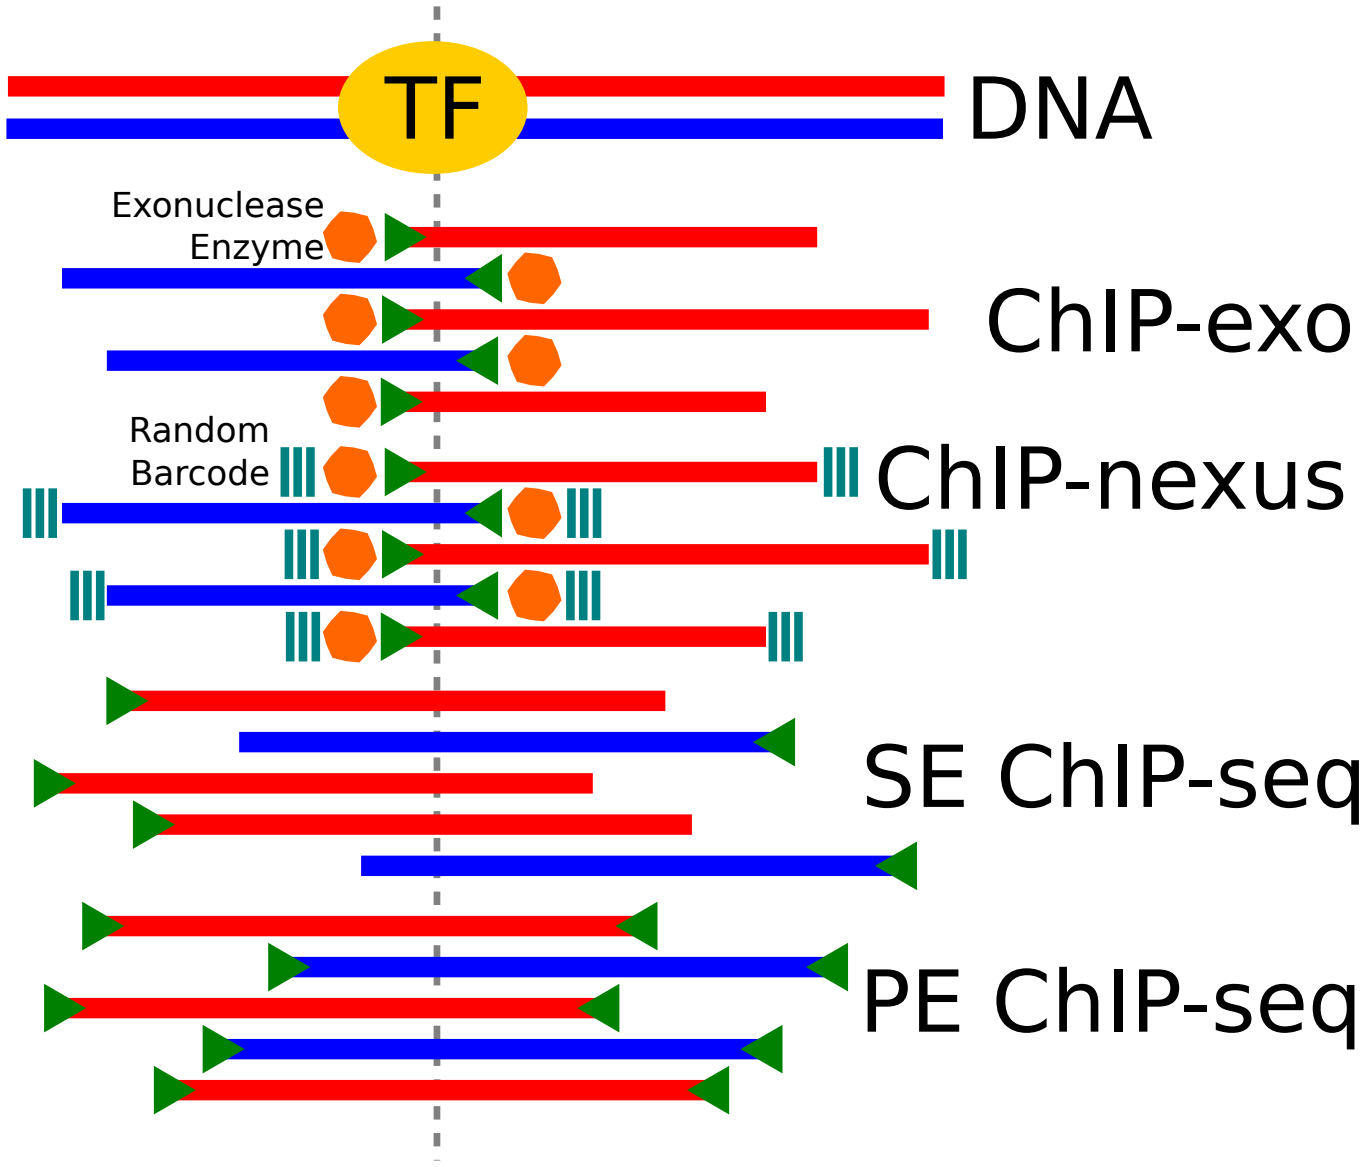 TF
DNA
Exonuclease
Enzyme
ChIP-exo
Random
Barcode
ChIP-nexus
SE ChIP-seq
PE ChIP-seq